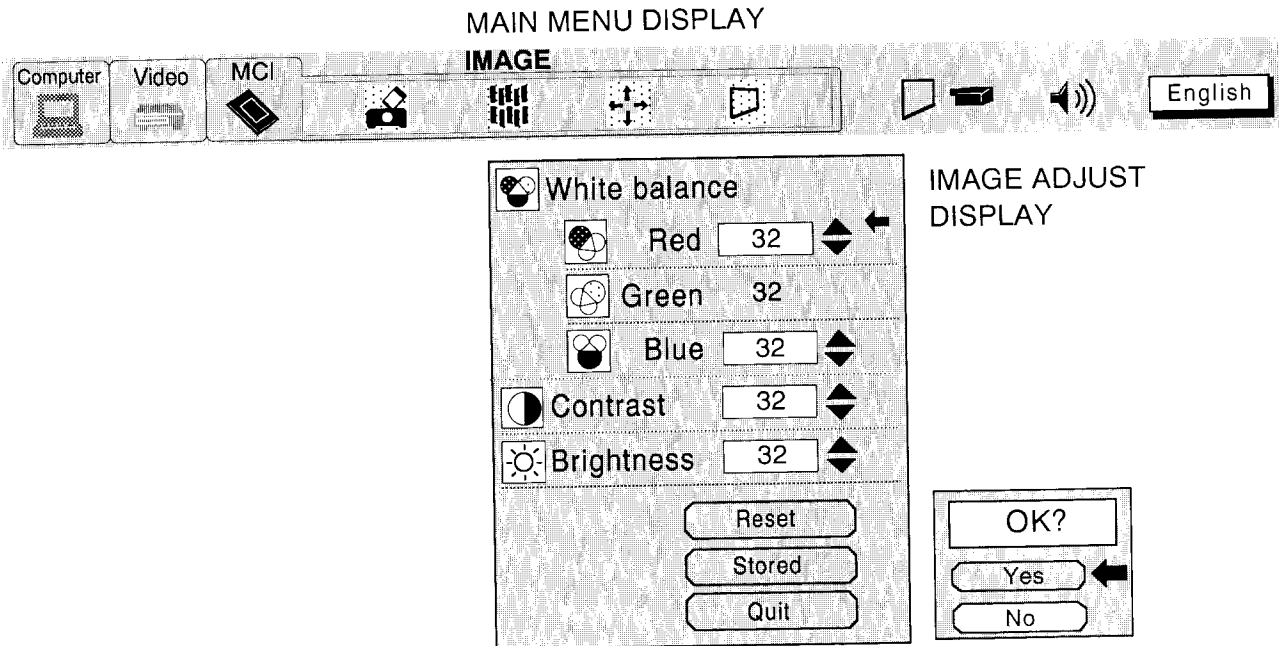 MAIN MENU DISPLAY
IMAGE
Computer Video MCI English
White balance
IMAGE ADJUST
DISPLAY
Red 32
Green 32
Blue 32
Contrast 32
Brightness 32
Reset
Stored
Quit
OK?
Yes
No